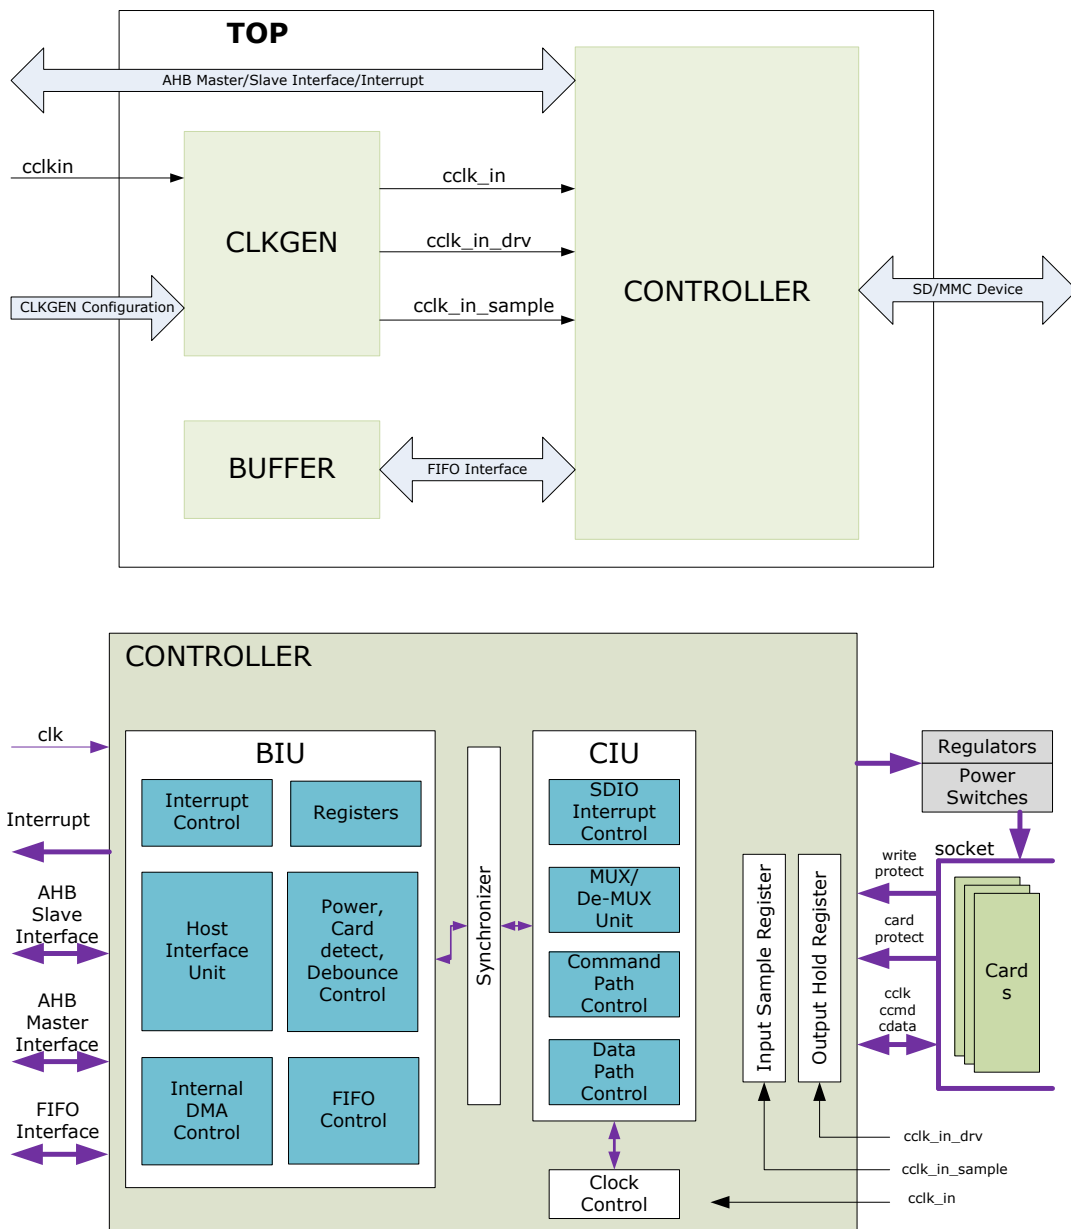 TOP
AHB Master/Slave Interface/Interrupt
cclkin
cclk_in
CLKGEN
cclk_in_drv
CONTROLLER
SD/MMC Device
CLKGEN Configuration
cclk_in_sample
BUFFER
FIFO Interface
CONTROLLER
clk
Interrupt
AHB
Slave
Interface
AHB
Master
Interface
FIFO
Interface
BIU
Interrupt
Control
Registers
Host
Interface
Unit
Power,
Card
detect,
Debounce
Control
Internal
DMA
Control
FIFO
Control
Synchronizer
CIU
SDIO
Interrupt
Control
MUX/
De-MUX
Unit
Command
Path
Control
Data
Path
Control
Clock
Control
Input Sample Register
Output Hold Register
Regulators
Power
Switches
socket
write
protect
card
protect
cclk
ccmd
cdata
Card
s
cclk_in_drv
cclk_in_sample
cclk_in